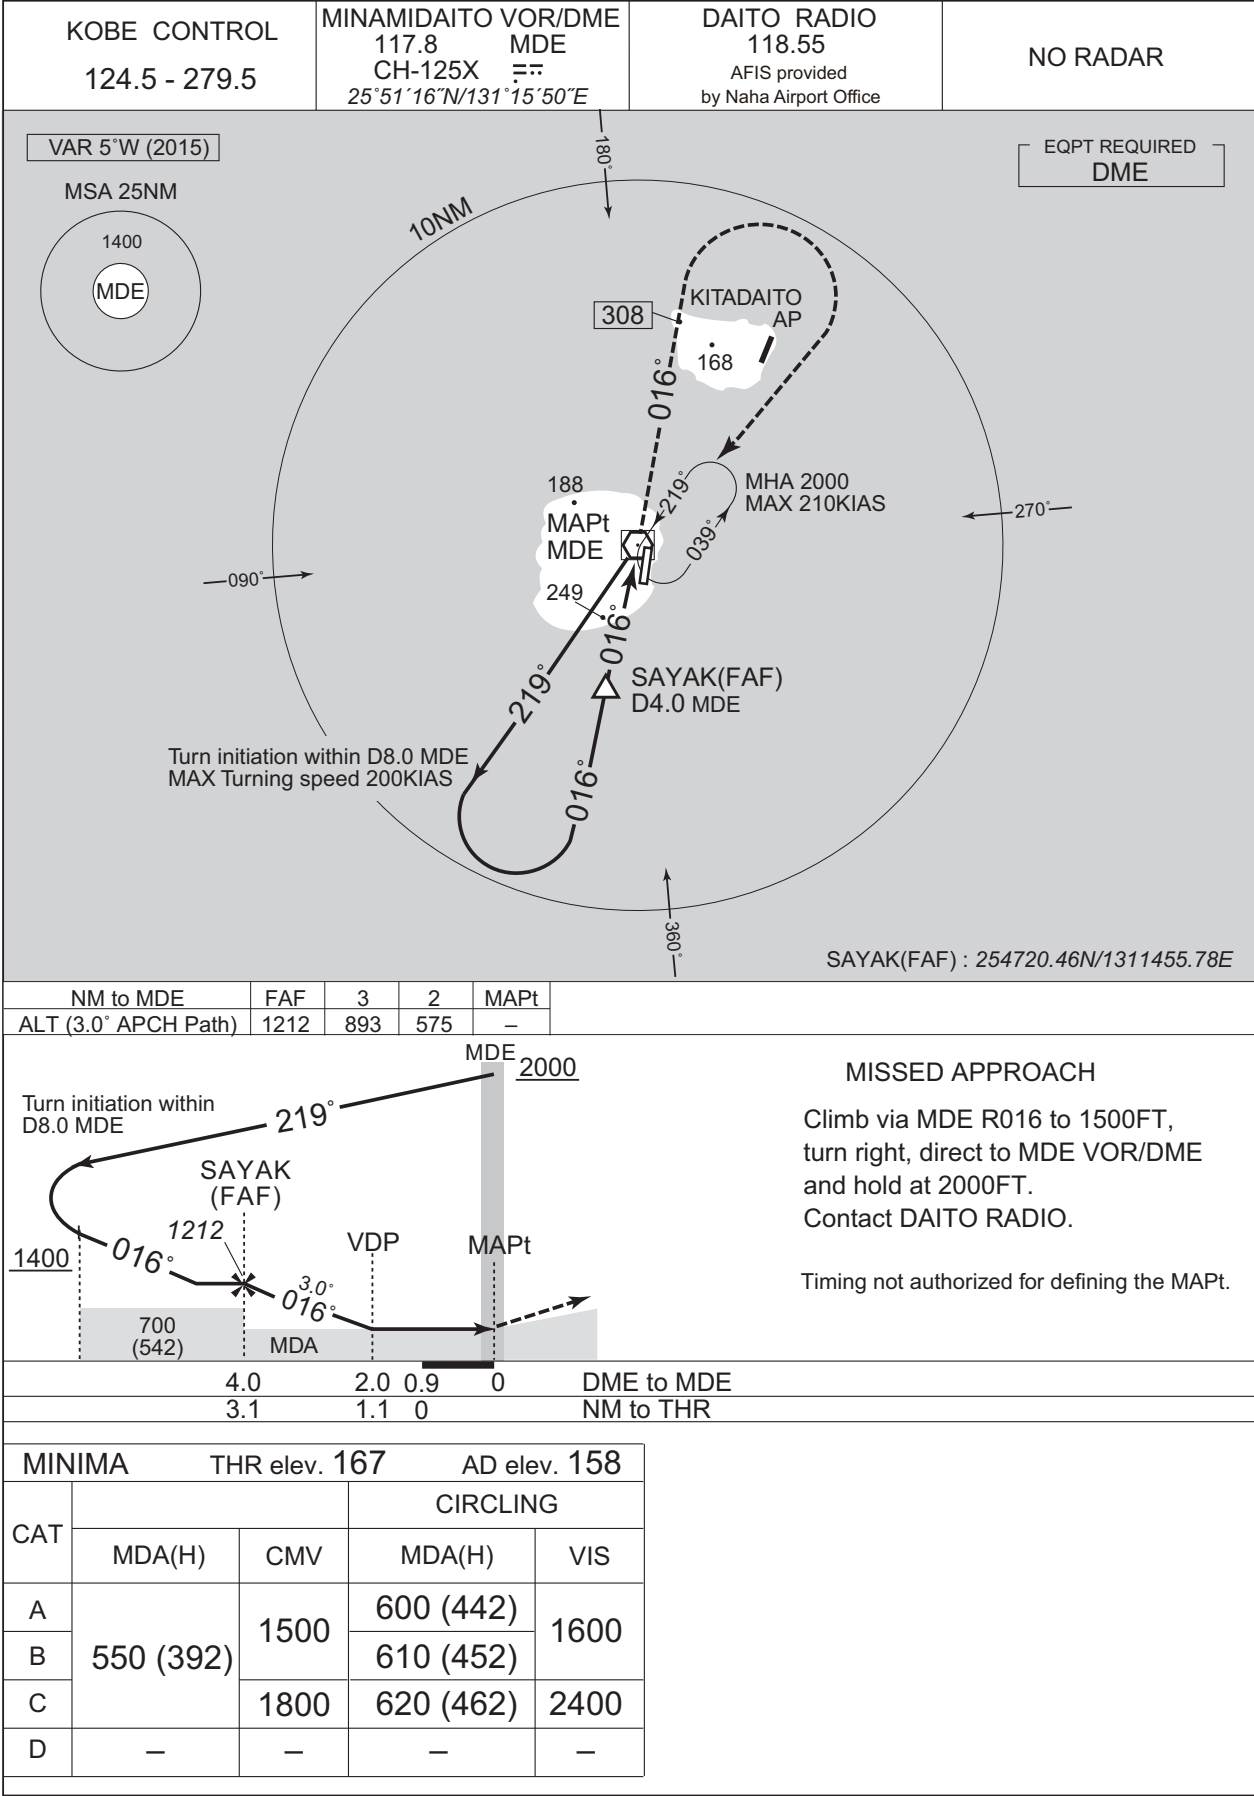 KOBE CONTROL
124.5 - 279.5
MINAMIDAITO VOR/DME
117.8 MDE
CH-125X
25°51´16˝N/131°15´50˝E
DAITO RADIO
118.55
AFIS provided
by Naha Airport Office
NO RADAR
VAR 5°W (2015)
MSA 25NM
1400
MDE
EQPT REQUIRED
DME
180°
10NM
KITADAITO
AP
308
168
016°
188
MAPt
MDE
219°
039°
MHA 2000
MAX 210KIAS
270°
090°
249
016°
SAYAK(FAF)
D4.0 MDE
219°
Turn initiation within D8.0 MDE
MAX Turning speed 200KIAS
016°
360°
SAYAK(FAF) : 254720.46N/1311455.78E
NM to MDE FAF 3 2 MAPt
ALT (3.0° APCH Path) 1212 893 575 –
MDE 2000
Turn initiation within
D8.0 MDE
219°
SAYAK
(FAF)
1212
VDP
MAPt
1400
016°
3.0°
016°
700
(542)
MDA
4.0 2.0 0.9 0 DME to MDE
3.1 1.1 0 NM to THR
MISSED APPROACH
Climb via MDE R016 to 1500FT,
turn right, direct to MDE VOR/DME
and hold at 2000FT.
Contact DAITO RADIO.
Timing not authorized for defining the MAPt.
MINIMA THR elev. 167 AD elev. 158
CAT
CIRCLING
MDA(H) CMV MDA(H) VIS
A 550 (392) 1500 600 (442) 1600
B 610 (452)
C 1800 620 (462) 2400
D – – – –